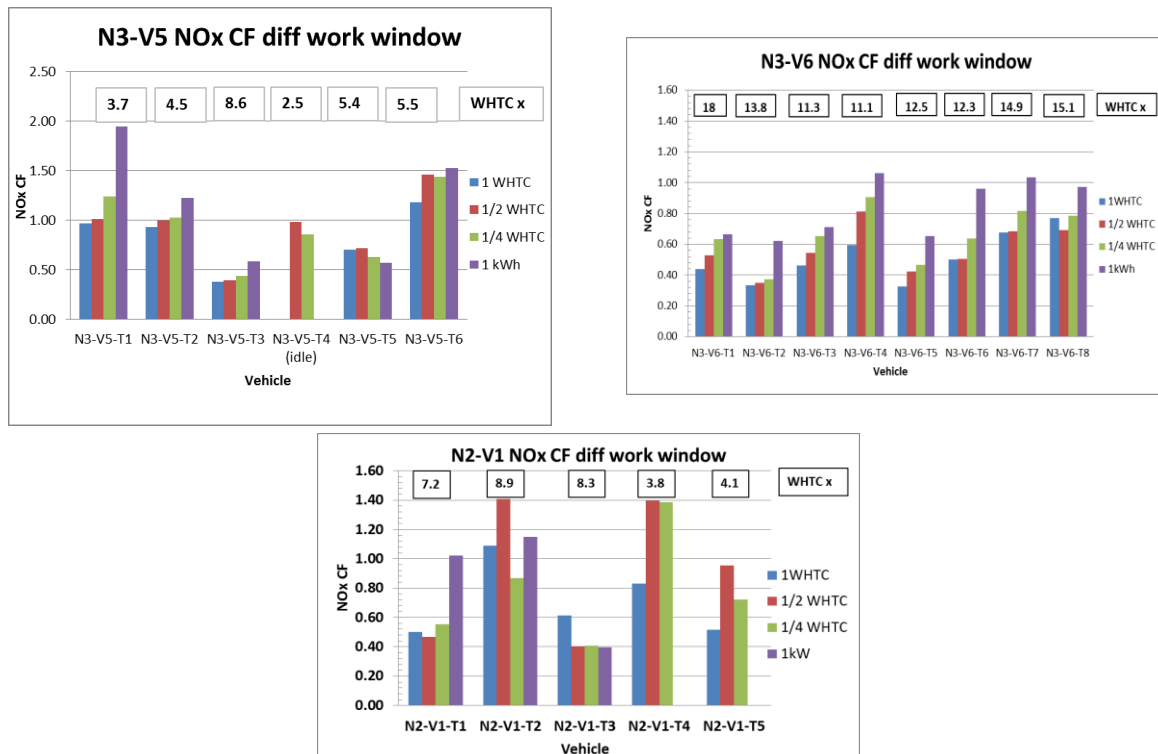 N3-V5 NOx CF diff work window
2.50
2.00
1.50
1.00
0.50
0.00
NOx CF
3.7 4.5 8.6 2.5 5.4 5.5 WHTC x
1 WHTC
1/2 WHTC
1/4 WHTC
1 kWh
N3-V5-T1 N3-V5-T2 N3-V5-T3 N3-V5-T4 N3-V5-T5 N3-V5-T6
(idle)
Vehicle
N3-V6 NOx CF diff work window
1.60
1.40
1.20
1.00
0.80
0.60
0.40
0.20
0.00
NOx CF
18 13.8 11.3 11.1 12.5 12.3 14.9 15.1 WHTC x
1WHTC
1/2 WHTC
1/4 WHTC
1kWh
N3-V6-T1 N3-V6-T2 N3-V6-T3 N3-V6-T4 N3-V6-T5 N3-V6-T6 N3-V6-T7 N3-V6-T8
Vehicle
N2-V1 NOx CF diff work window
1.60
1.40
1.20
1.00
0.80
0.60
0.40
0.20
0.00
NOx CF
7.2 8.9 8.3 3.8 4.1 WHTC x
1WHTC
1/2 WHTC
1/4 WHTC
1kW
N2-V1-T1 N2-V1-T2 N2-V1-T3 N2-V1-T4 N2-V1-T5
Vehicle